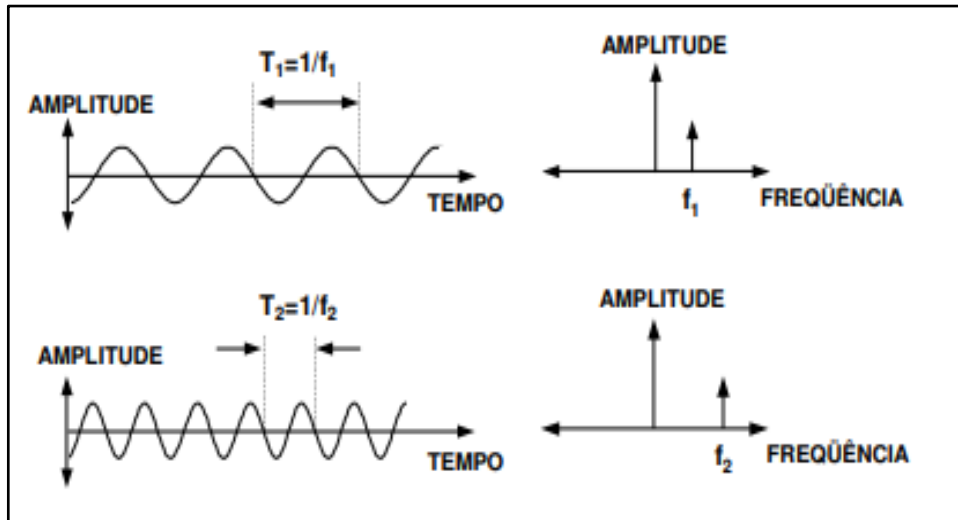 T₁=1/f₁
AMPLITUDE
TEMPO
AMPLITUDE
f₁
FREQÜÊNCIA
T₂=1/f₂
AMPLITUDE
TEMPO
AMPLITUDE
f₂
FREQÜÊNCIA